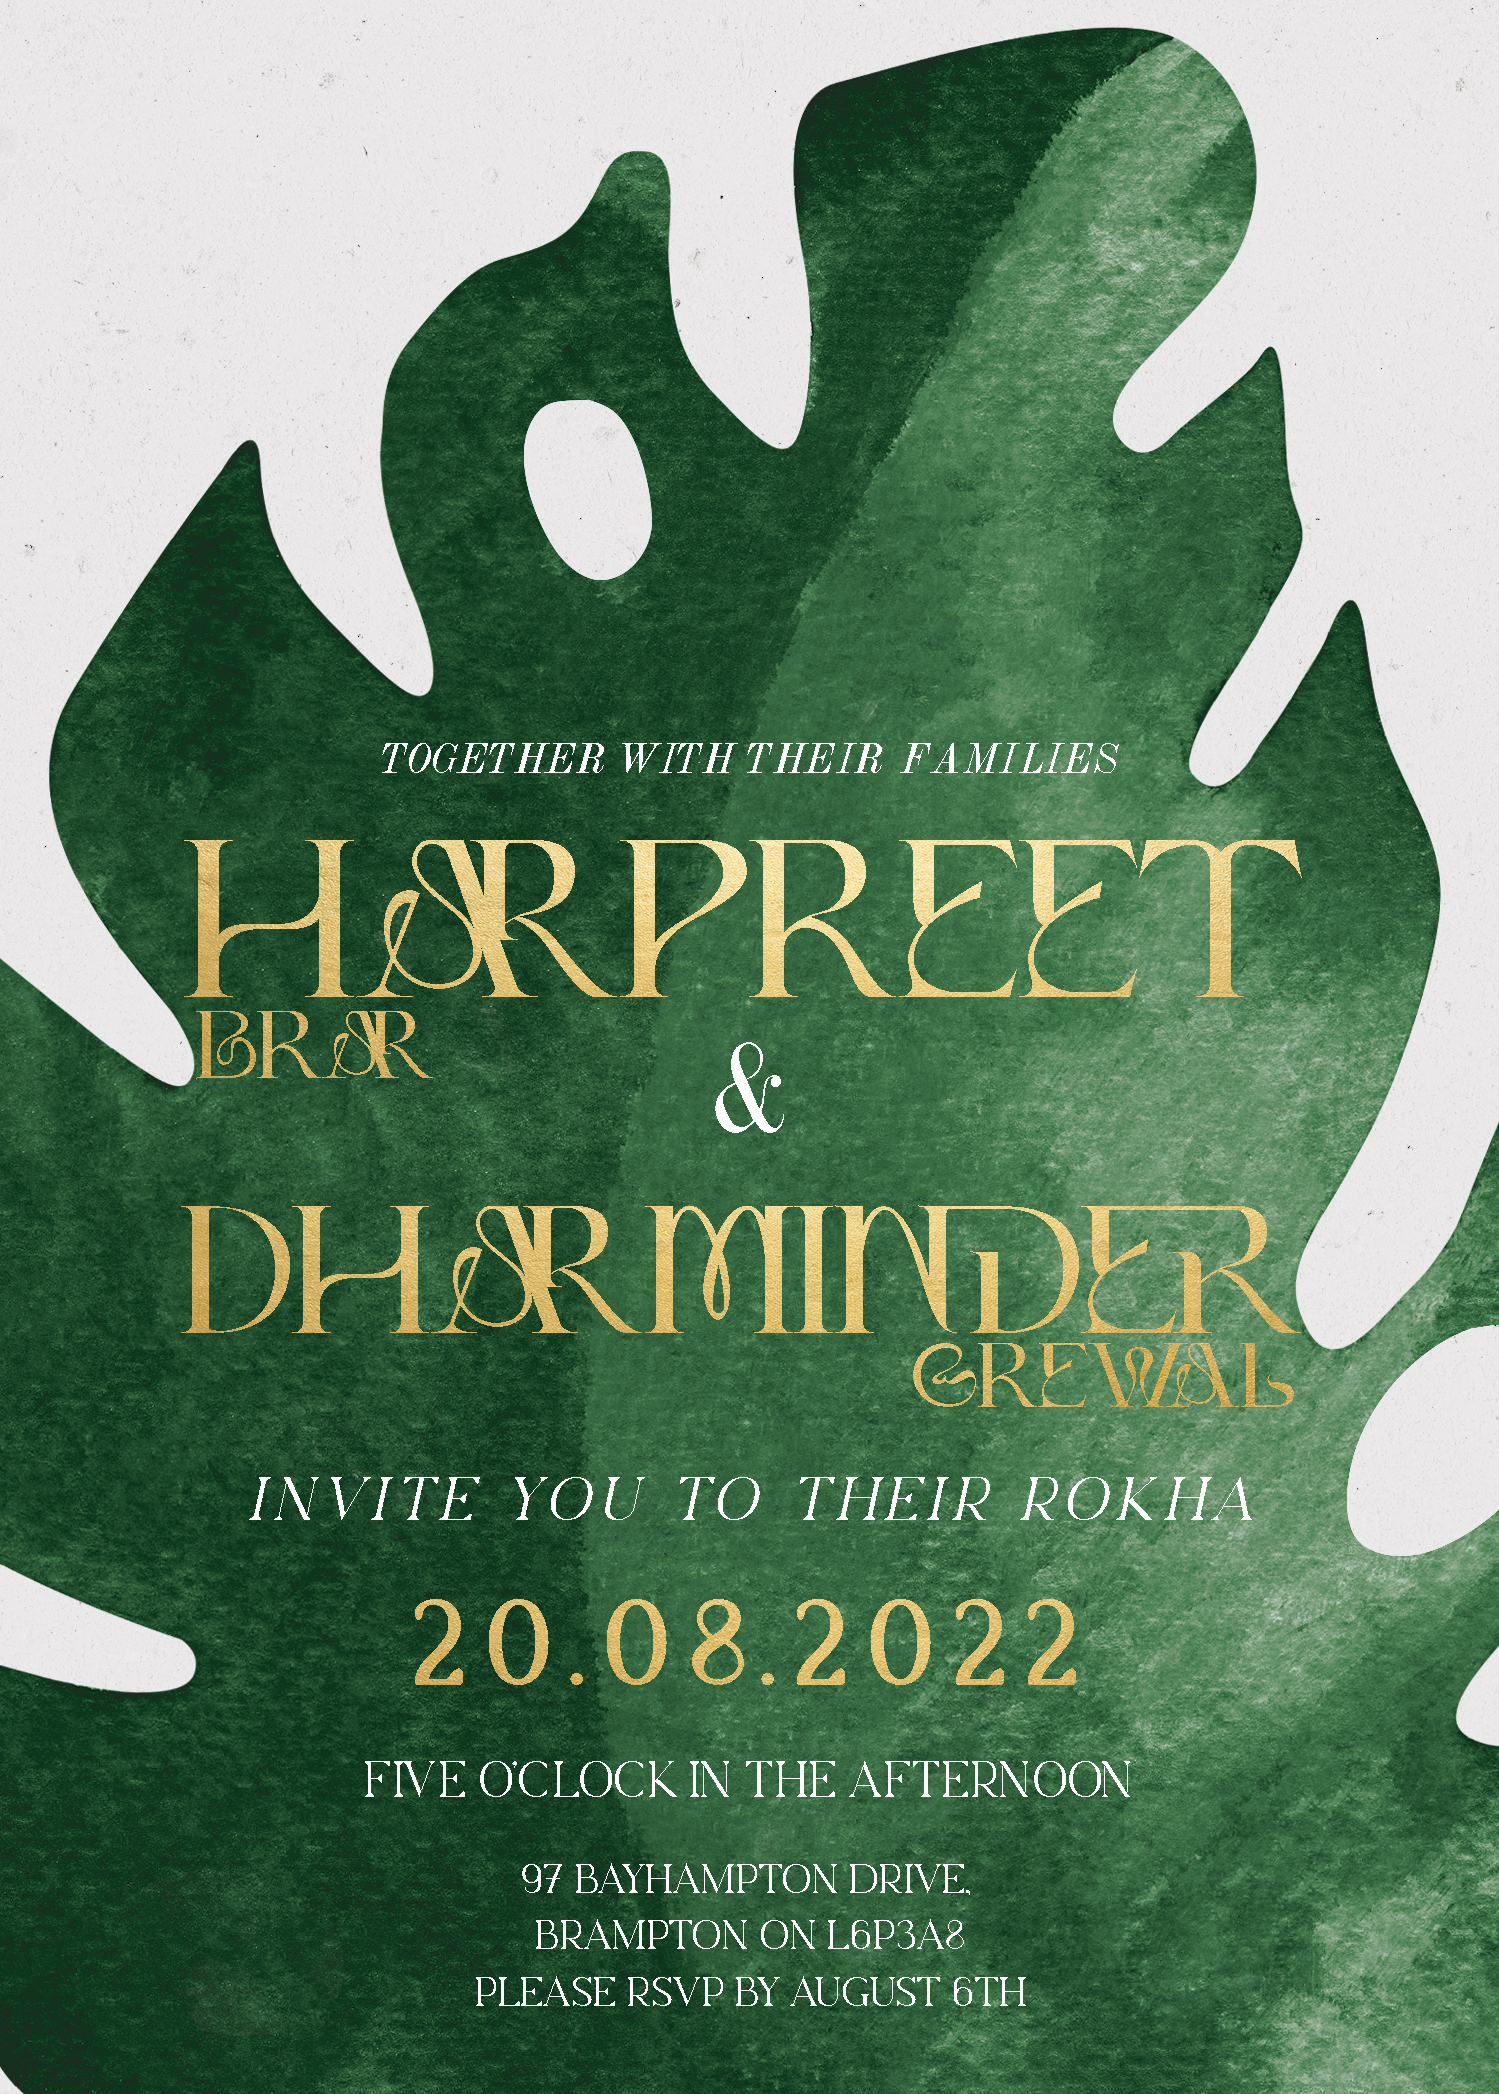 TOGETHER WITH THEIR FAMILIES
HARPREET
BRAR
&
DHARMINDER
GREWAL
INVITE YOU TO THEIR ROKHA
20.08.2022
FIVE O'CLOCK IN THE AFTERNOON
97 BAYHAMPTON DRIVE,
BRAMPTON ON L6P3A8
PLEASE RSVP BY AUGUST 6TH